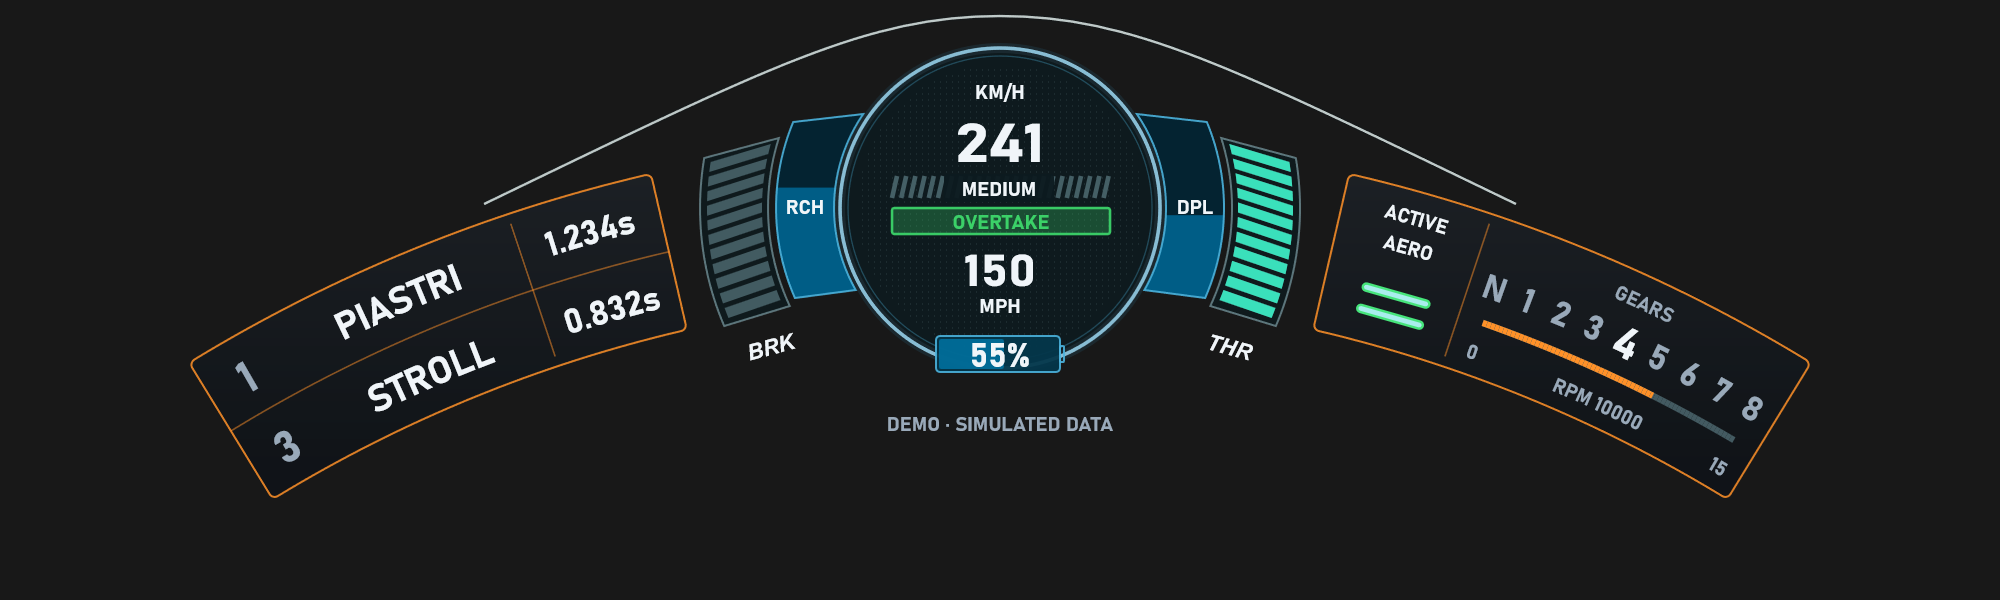 KM/H
241
MEDIUM
OVERTAKE
150
MPH
55%
RCH
DPL
BRK
THR
1 PIASTRI 1.234s
3 STROLL 0.832s
ACTIVE
AERO
GEARS
N 1 2 3 4 5 6 7 8
0 RPM 10000 15
DEMO · SIMULATED DATA